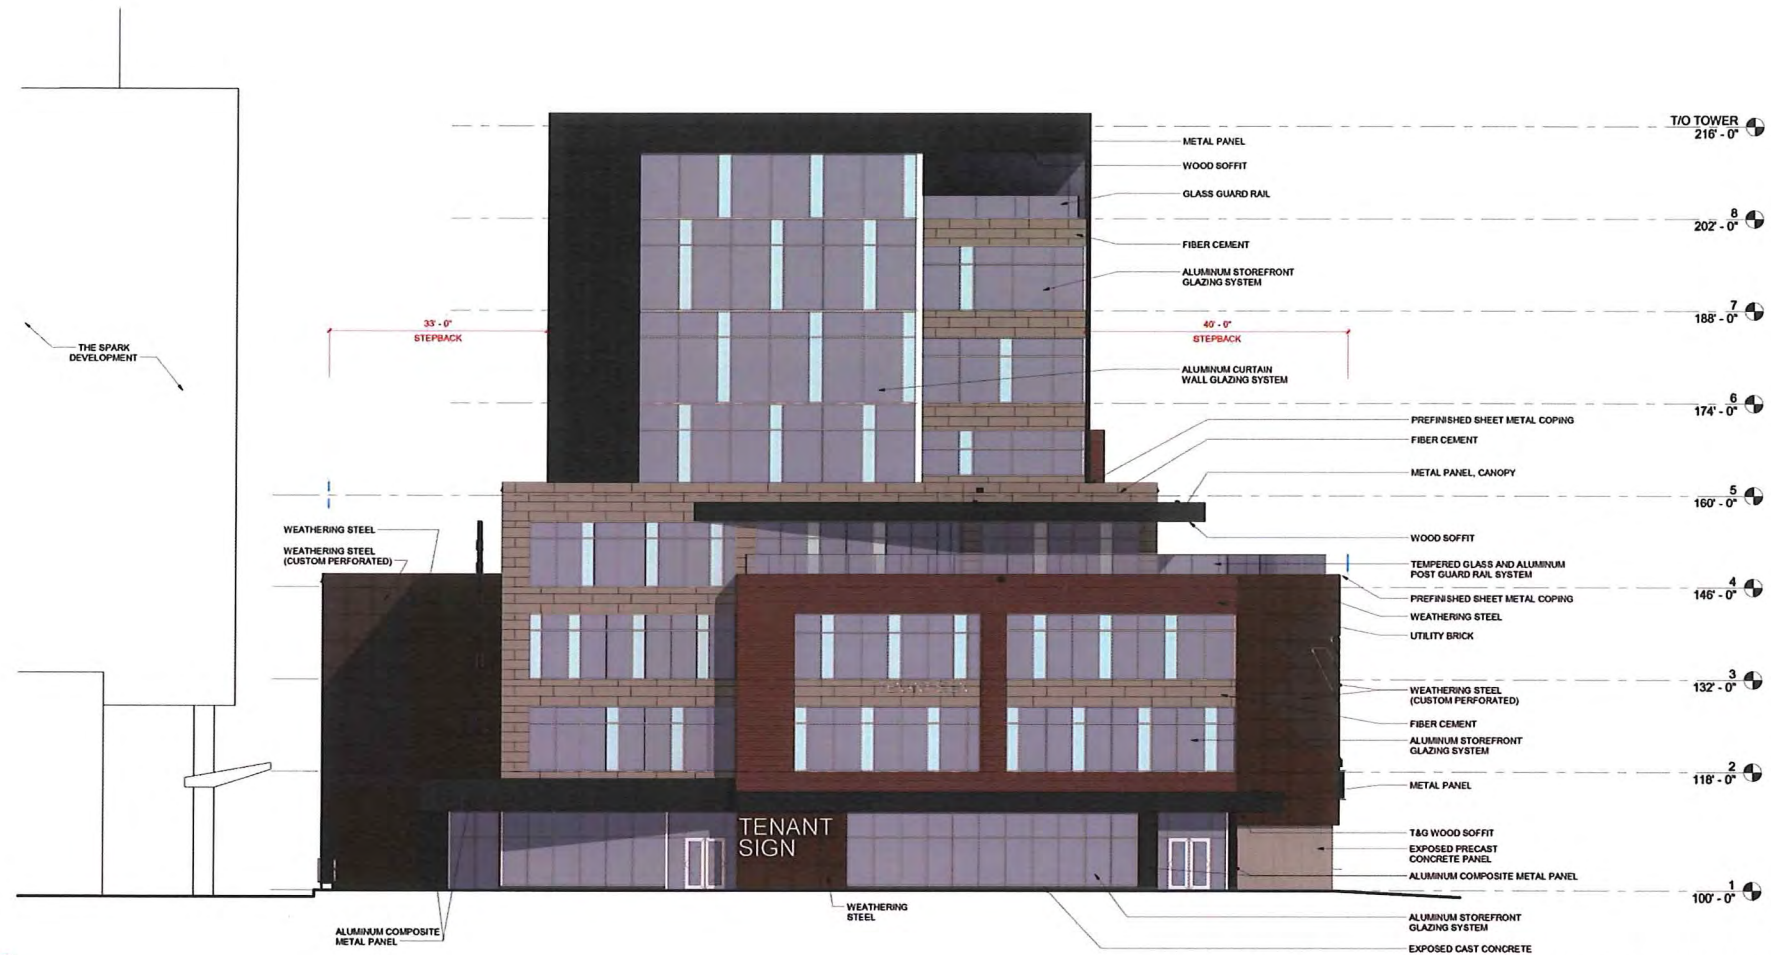 T/O TOWER
216' - 0"
METAL PANEL
WOOD SOFFIT
GLASS GUARD RAIL
8
202' - 0"
FIBER CEMENT
ALUMINUM STOREFRONT
GLAZING SYSTEM
7
188' - 0"
33' - 0"
STEPBACK
40' - 0"
STEPBACK
THE SPARK
DEVELOPMENT
ALUMINUM CURTAIN
WALL GLAZING SYSTEM
6
174' - 0"
PREFINISHED SHEET METAL COPING
FIBER CEMENT
METAL PANEL, CANOPY
5
160' - 0"
WEATHERING STEEL
WEATHERING STEEL
(CUSTOM PERFORATED)
WOOD SOFFIT
TEMPERED GLASS AND ALUMINUM
POST GUARD RAIL SYSTEM
4
146' - 0"
PREFINISHED SHEET METAL COPING
WEATHERING STEEL
UTILITY BRICK
3
132' - 0"
WEATHERING STEEL
(CUSTOM PERFORATED)
FIBER CEMENT
ALUMINUM STOREFRONT
GLAZING SYSTEM
2
118' - 0"
METAL PANEL
TENANT
SIGN
T&G WOOD SOFFIT
EXPOSED PRECAST
CONCRETE PANEL
ALUMINUM COMPOSITE METAL PANEL
1
100' - 0"
WEATHERING
STEEL
ALUMINUM STOREFRONT
GLAZING SYSTEM
ALUMINUM COMPOSITE
METAL PANEL
EXPOSED CAST CONCRETE